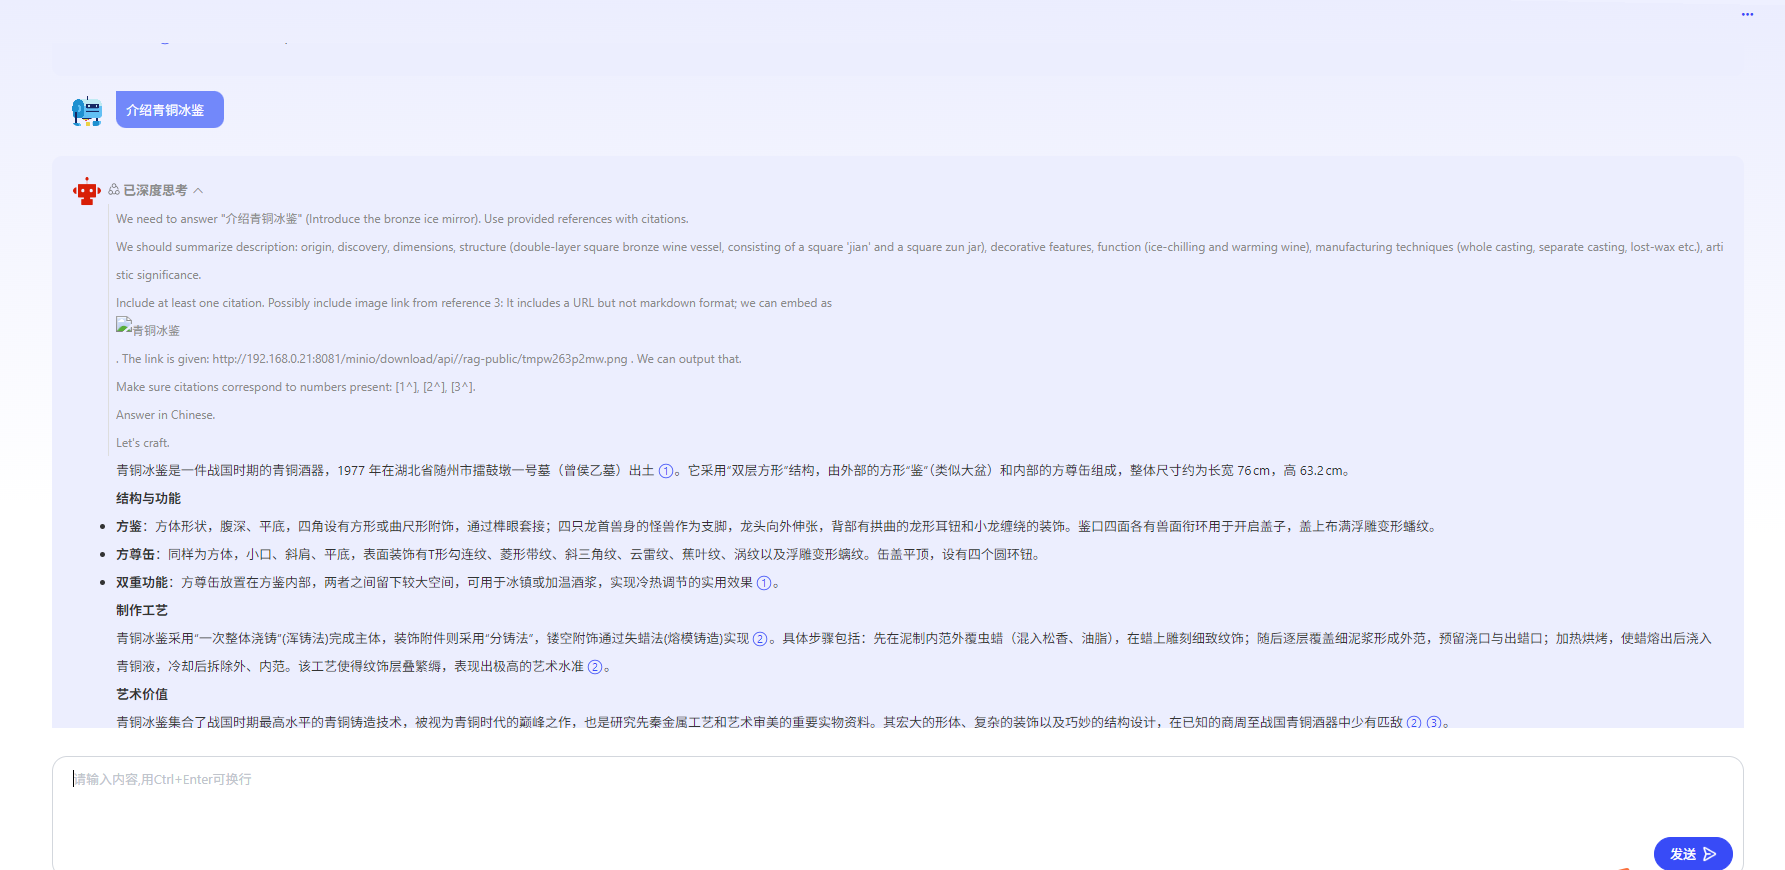 介绍青铜冰鉴
已深度思考
We need to answer "介绍青铜冰鉴" (Introduce the bronze ice mirror). Use provided references with citations.
We should summarize description: origin, discovery, dimensions, structure (double-layer square bronze wine vessel, consisting of a square 'jian' and a square zun jar), decorative features, function (ice-chilling and warming wine), manufacturing techniques (whole casting, separate casting, lost-wax etc.), arti
stic significance.
Include at least one citation. Possibly include image link from reference 3: It includes a URL but not markdown format; we can embed as
青铜冰鉴
. The link is given: http://192.168.0.21:8081/minio/download/api//rag-public/tmpw263p2mw.png . We can output that.
Make sure citations correspond to numbers present: [1^], [2^], [3^].
Answer in Chinese.
Let's craft.
青铜冰鉴是一件战国时期的青铜酒器，1977 年在湖北省随州市擂鼓墩一号墓（曾侯乙墓）出土 ①。它采用“双层方形”结构，由外部的方形“鉴”（类似大盆）和内部的方尊缶组成，整体尺寸约为长宽 76 cm，高 63.2 cm。
结构与功能
• 方鉴：方体形状，腹深、平底，四角设有方形或曲尺形附饰，通过榫眼套接；四只龙首兽身的怪兽作为支脚，龙头向外伸张，背部有拱曲的龙形耳钮和小龙缠绕的装饰。鉴口四面各有兽面衔环用于开启盖子，盖上布满浮雕变形蟠纹。
• 方尊缶：同样为方体，小口、斜肩、平底，表面装饰有T形勾连纹、菱形带纹、斜三角纹、云雷纹、蕉叶纹、涡纹以及浮雕变形螭纹。缶盖平顶，设有四个圆环钮。
• 双重功能：方尊缶放置在方鉴内部，两者之间留下较大空间，可用于冰镇或加温酒浆，实现冷热调节的实用效果 ①。
制作工艺
青铜冰鉴采用“一次整体浇铸”(浑铸法)完成主体，装饰附件则采用“分铸法”，镂空附饰通过失蜡法(熔模铸造)实现 ②。具体步骤包括：先在泥制内范外覆虫蜡（混入松香、油脂），在蜡上雕刻细致纹饰；随后逐层覆盖细泥浆形成外范，预留浇口与出蜡口；加热烘烤，使蜡熔出后浇入
青铜液，冷却后拆除外、内范。该工艺使得纹饰层叠繁缛，表现出极高的艺术水准 ②。
艺术价值
青铜冰鉴集合了战国时期最高水平的青铜铸造技术，被视为青铜时代的巅峰之作，也是研究先秦金属工艺和艺术审美的重要实物资料。其宏大的形体、复杂的装饰以及巧妙的结构设计，在已知的商周至战国青铜酒器中少有匹敌 ② ③。
请输入内容,用Ctrl+Enter可换行
发送